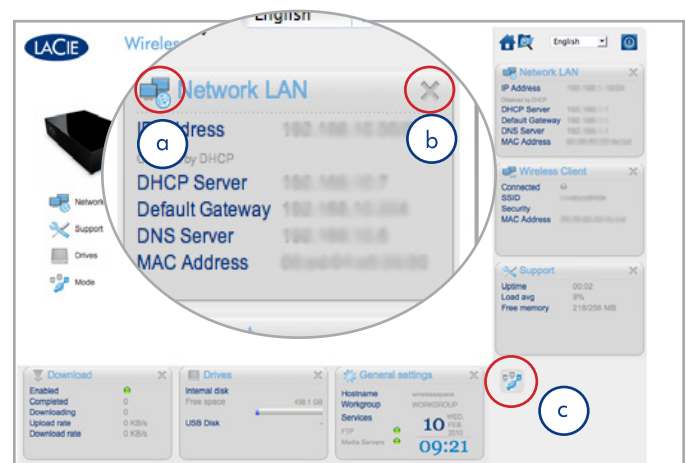 LACIE
Wireles
English
English
Network LAN
IP Address
Obtained by DHCP
DHCP Server
Default Gateway
DNS Server
MAC Address
Network LAN
dress
by DHCP
DHCP Server
Default Gateway
DNS Server
MAC Address
a
b
Network
Support
Drives
Mode
Wireless Client
Connected
SSID
Security
MAC Address
Support
Uptime 00:02
Load avg 9%
Free memory 218/256 MB
Download
Enabled
Completed 0
Downloading 0
Upload rate 0 KB/s
Download rate 0 KB/s
Drives
Internal disk
Free space 438.1 GB
USB Disk -
General settings
Hostname wirelessspace
Workgroup WORKGROUP
Services
FTP
Media Servers
10 WED. FEB. 2010
09:21
c